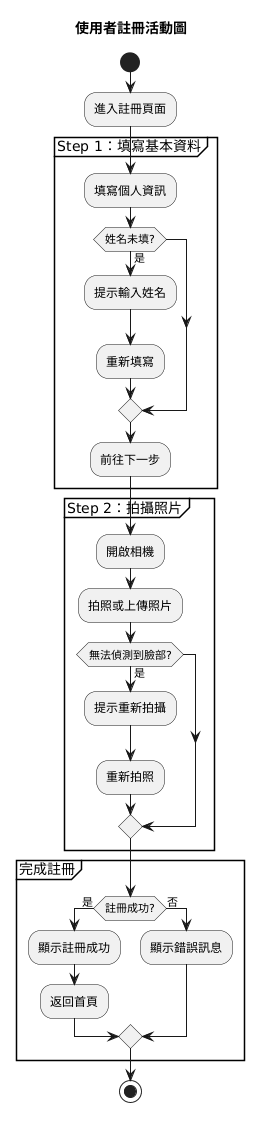 使用者註冊活動圖
進入註冊頁面
Step 1：填寫基本資料
填寫個人資訊
姓名未填?
是
提示輸入姓名
重新填寫
前往下一步
Step 2：拍攝照片
開啟相機
拍照或上傳照片
無法偵測到臉部?
是
提示重新拍攝
重新拍照
完成註冊
是
註冊成功?
否
顯示註冊成功
顯示錯誤訊息
返回首頁